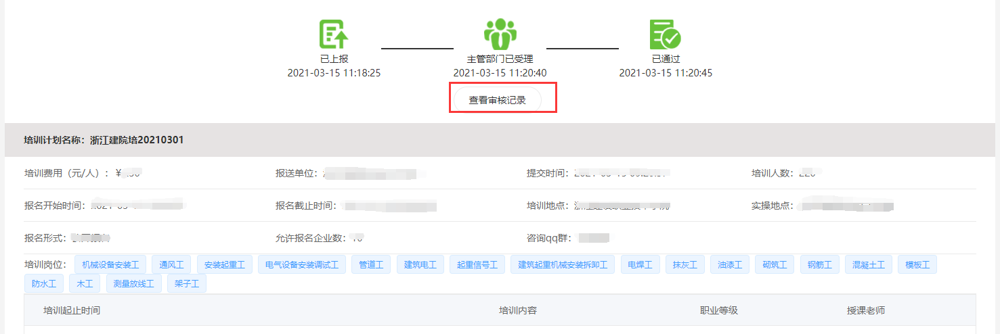 已上报 主管部门已受理 已通过
2021-03-15 11:18:25 2021-03-15 11:20:40 2021-03-15 11:20:45
查看审核记录
培训计划名称：浙江建院培20210301
培训费用（元/人）：¥ 报送单位： 提交时间： 培训人数：
报名开始时间： 报名截止时间： 培训地点： 实操地点：
报名形式： 允许报名企业数： 咨询qq群：
培训岗位： 机械设备安装工 通风工 安装起重工 电气设备安装调试工 管道工 建筑电工 起重信号工 建筑起重机械安装拆卸工 电焊工 抹灰工 油漆工 砌筑工 钢筋工 混凝土工 模板工
防水工 木工 测量放线工 架子工
培训起止时间 培训内容 职业等级 授课老师